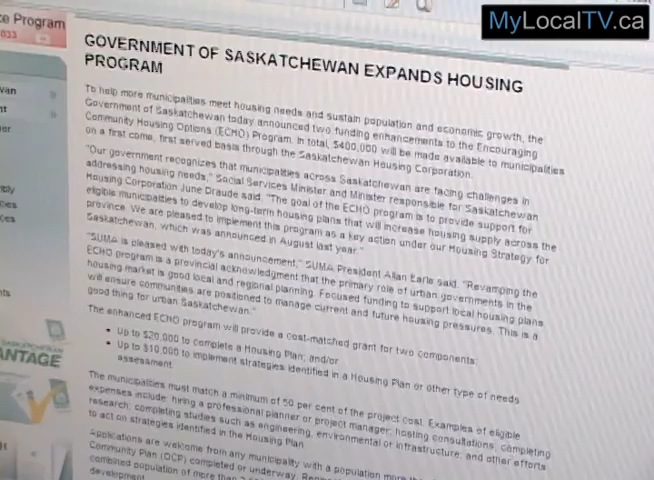 MyLocalTV.ca
Program
033
GOVERNMENT OF SASKATCHEWAN EXPANDS HOUSING
PROGRAM
To help more municipalities meet housing needs and sustain population and economic growth, the
Government of Saskatchewan today announced two funding enhancements to the Encouraging
Community Housing Options (ECHO) Program. In total, $400,000 will be made available to municipalities
on a first come, first served basis through the Saskatchewan Housing Corporation.
"Our government recognizes that municipalities across Saskatchewan are facing challenges in
addressing housing needs," Social Services Minister and Minister responsible for Saskatchewan
Housing Corporation June Draude said. "The goal of the ECHO program is to provide support for
eligible municipalities to develop long-term housing plans that will increase housing supply across the
province. We are pleased to implement this program as a key action under our Housing Strategy for
Saskatchewan, which was announced in August last year."
"SUMA is pleased with today's announcement," SUMA President Allan Earle said. "Revamping the
ECHO program is a provincial acknowledgment that the primary role of urban governments in the
housing market is good local and regional planning. Focused funding to support local housing plans
will ensure communities are positioned to manage current and future housing pressures. This is a
good thing for urban Saskatchewan."
The enhanced ECHO program will provide a cost-matched grant for two components:
• Up to $20,000 to complete a Housing Plan; and/or
• Up to $10,000 to implement strategies identified in a Housing Plan or other type of needs
assessment.
The municipalities must match a minimum of 50 per cent of the project cost. Examples of eligible
expenses include: hiring a professional planner or project manager; hosting consultations; completing
research; completing studies such as engineering, environmental or infrastructure; and other efforts
to act on strategies identified in the Housing Plan.
Applications are welcome from any municipality with a population more
Community Plan (OCP) completed or underway.
combined population of more than
development
ANTAGE